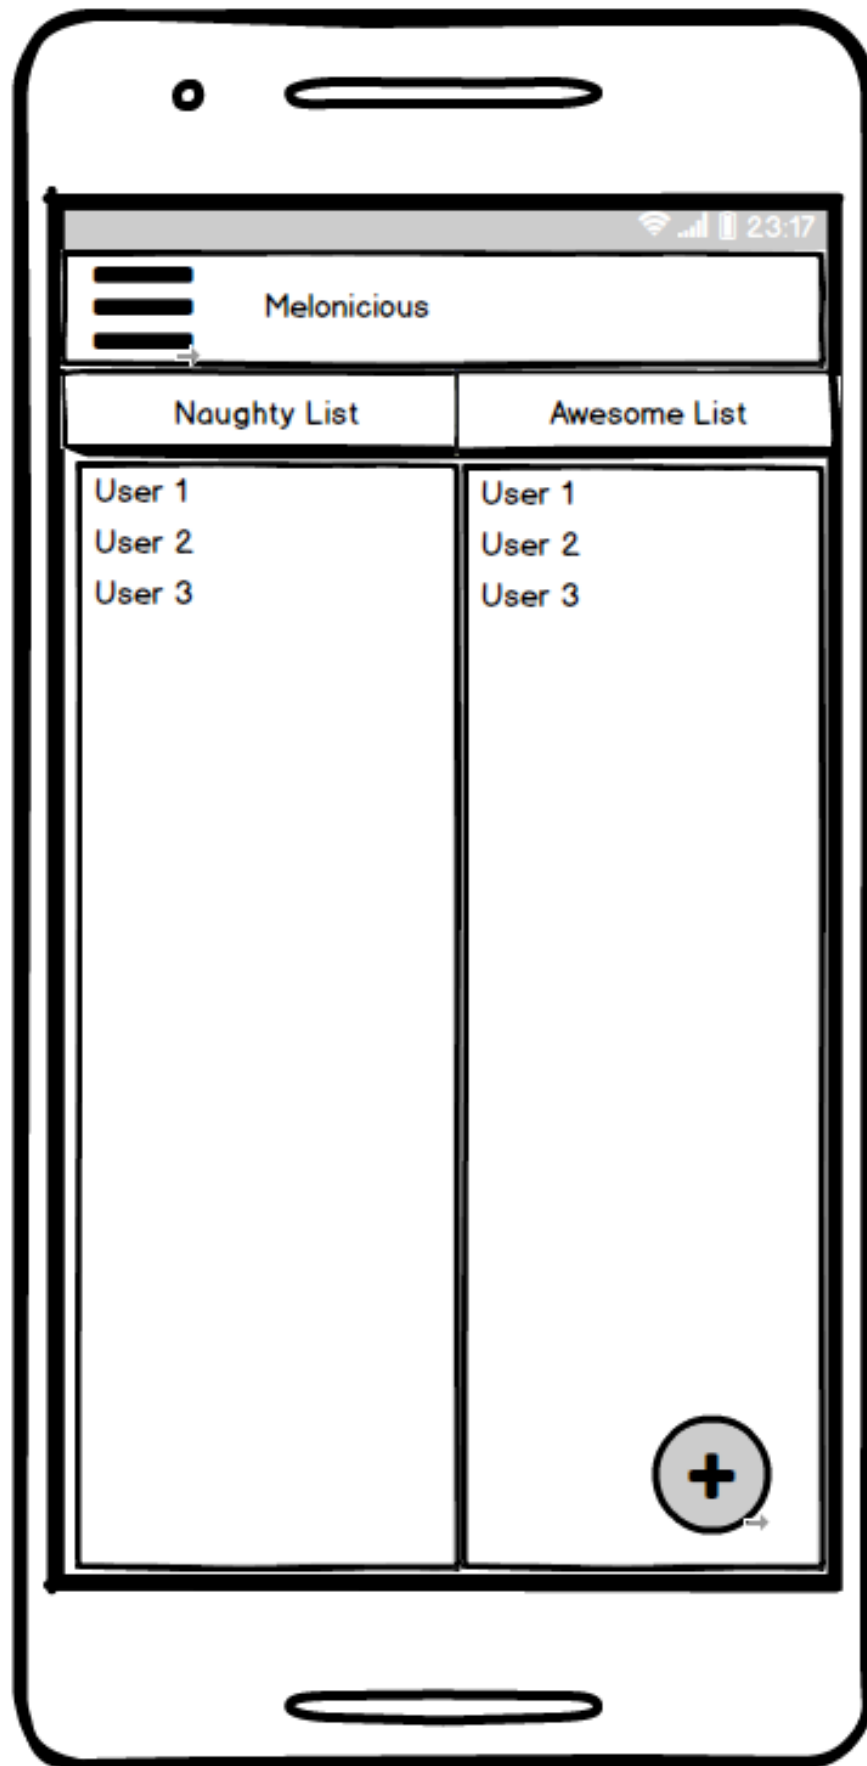 23:17
Melonicious
Naughty List
Awesome List
User 1
User 2
User 3
User 1
User 2
User 3